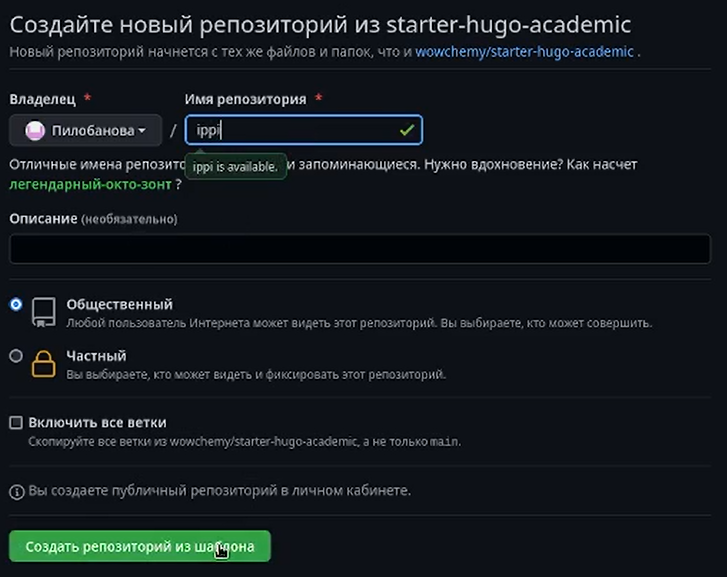 Создайте новый репозиторий из starter-hugo-academic
Новый репозиторий начнется с тех же файлов и папок, что и wowchemy/starter-hugo-academic .
Владелец * Имя репозитория *
Пилобанова / ippi
Отличные имена репозито и запоминающиеся. Нужно вдохновение? Как насчет
ippi is available.
легендарный-окто-зонт ?
Описание (необязательно)
Общественный
Любой пользователь Интернета может видеть этот репозиторий. Вы выбираете, кто может совершить.
Частный
Вы выбираете, кто может видеть и фиксировать этот репозиторий.
Включить все ветки
Скопируйте все ветки из wowchemy/starter-hugo-academic, а не только main.
Вы создаете публичный репозиторий в личном кабинете.
Создать репозиторий из шаблона